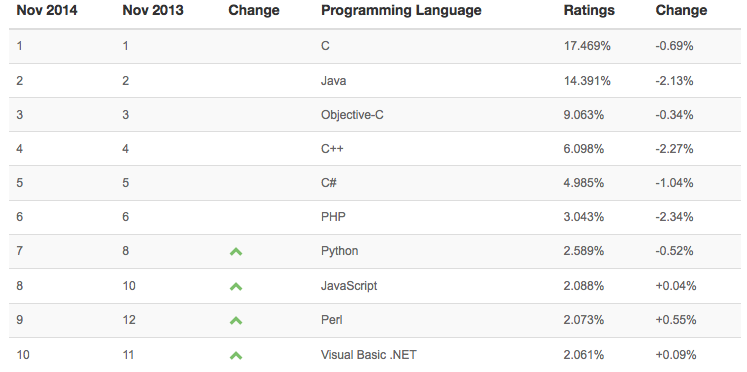 Nov 2014 Nov 2013 Change Programming Language Ratings Change
1 1 C 17.469% -0.69%
2 2 Java 14.391% -2.13%
3 3 Objective-C 9.063% -0.34%
4 4 C++ 6.098% -2.27%
5 5 C# 4.985% -1.04%
6 6 PHP 3.043% -2.34%
7 8 Python 2.589% -0.52%
8 10 JavaScript 2.088% +0.04%
9 12 Perl 2.073% +0.55%
10 11 Visual Basic .NET 2.061% +0.09%